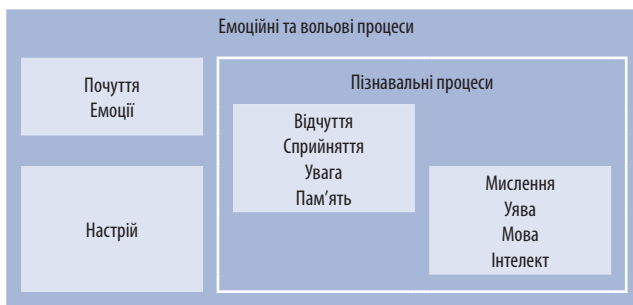 Емоційні та вольові процеси
Почуття
Емоції
Настрій
Пізнавальні процеси
Відчуття
Сприйняття
Увага
Пам’ять
Мислення
Уява
Мова
Інтелект